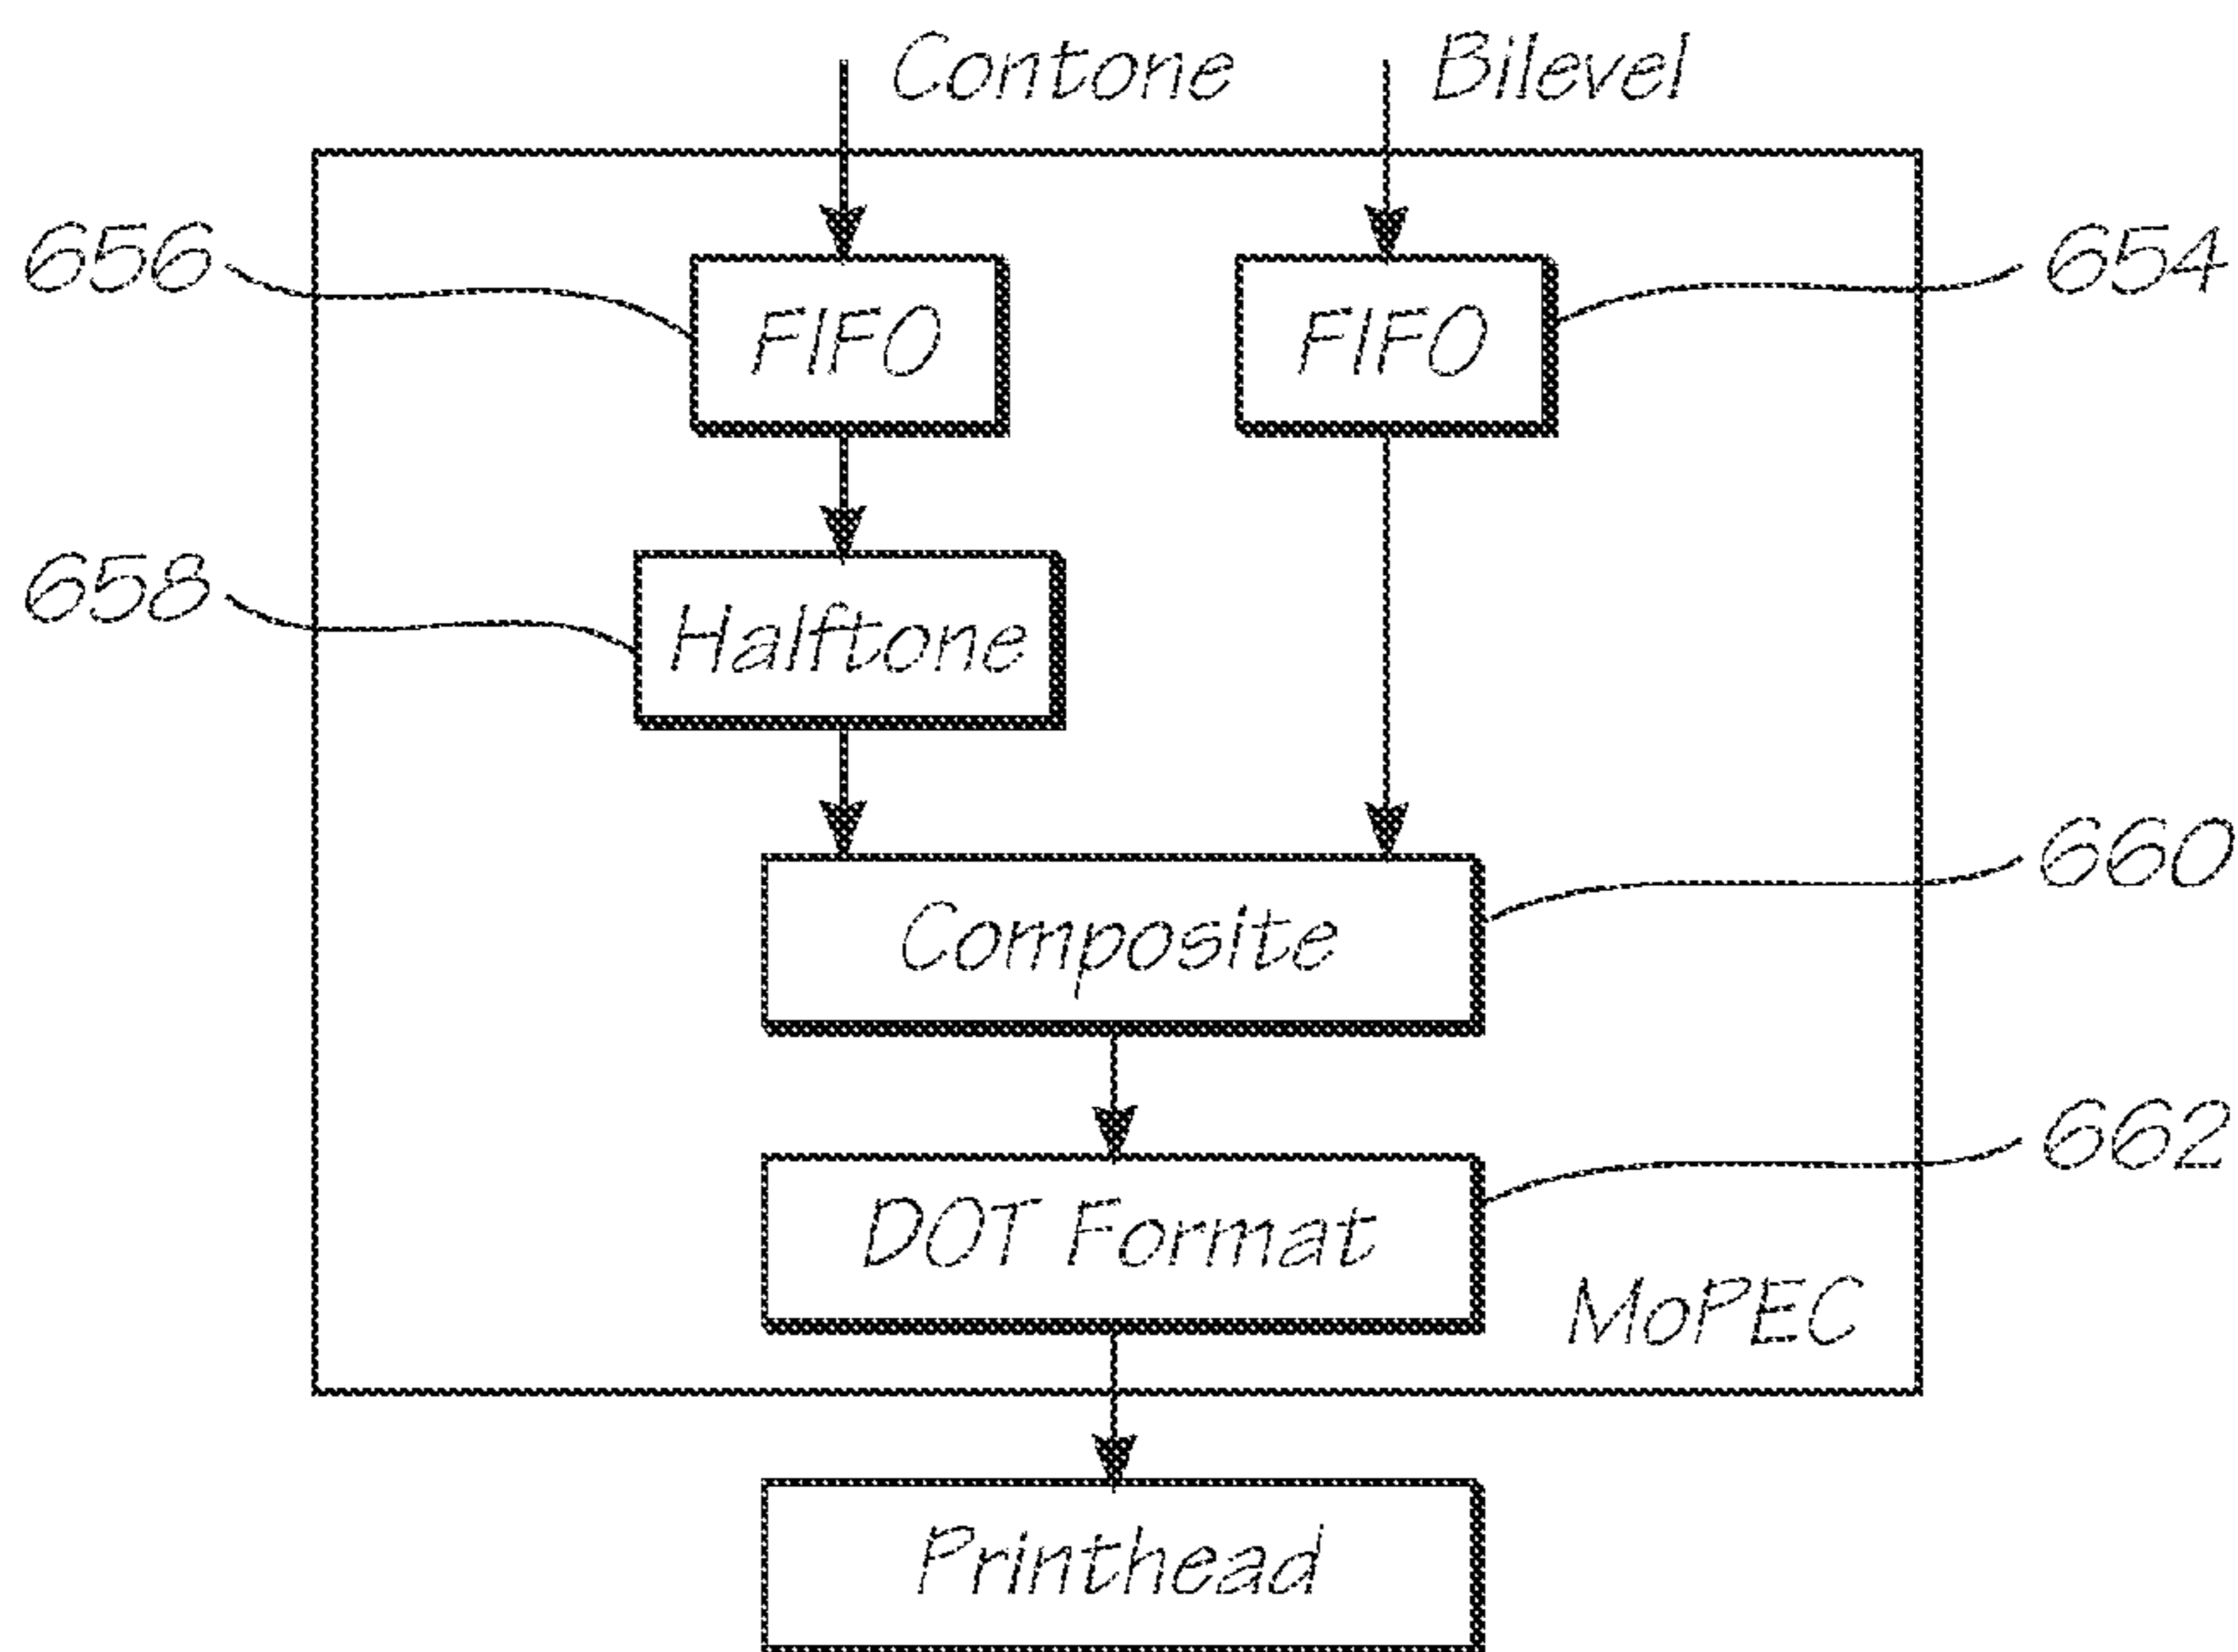 Contone
Bilevel
656
FIFO
FIFO
654
658
Halftone
660
Composite
662
DOT Format
MoPEC
Printhead